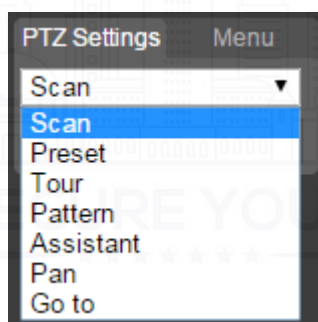 PTZ Settings Menu
Scan
Scan
Preset
Tour
Pattern
Assistant
Pan
Go to